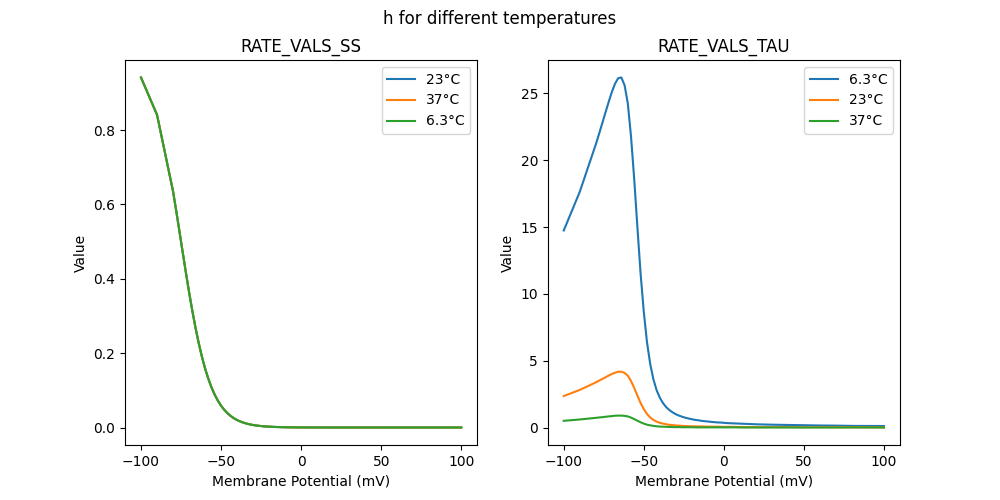 h for different temperatures
RATE_VALS_SS
0.8
0.6
0.4
0.2
0.0
Value
−100
−50
0
50
100
Membrane Potential (mV)
23°C
37°C
6.3°C
RATE_VALS_TAU
25
20
15
10
5
0
Value
−100
−50
0
50
100
Membrane Potential (mV)
6.3°C
23°C
37°C